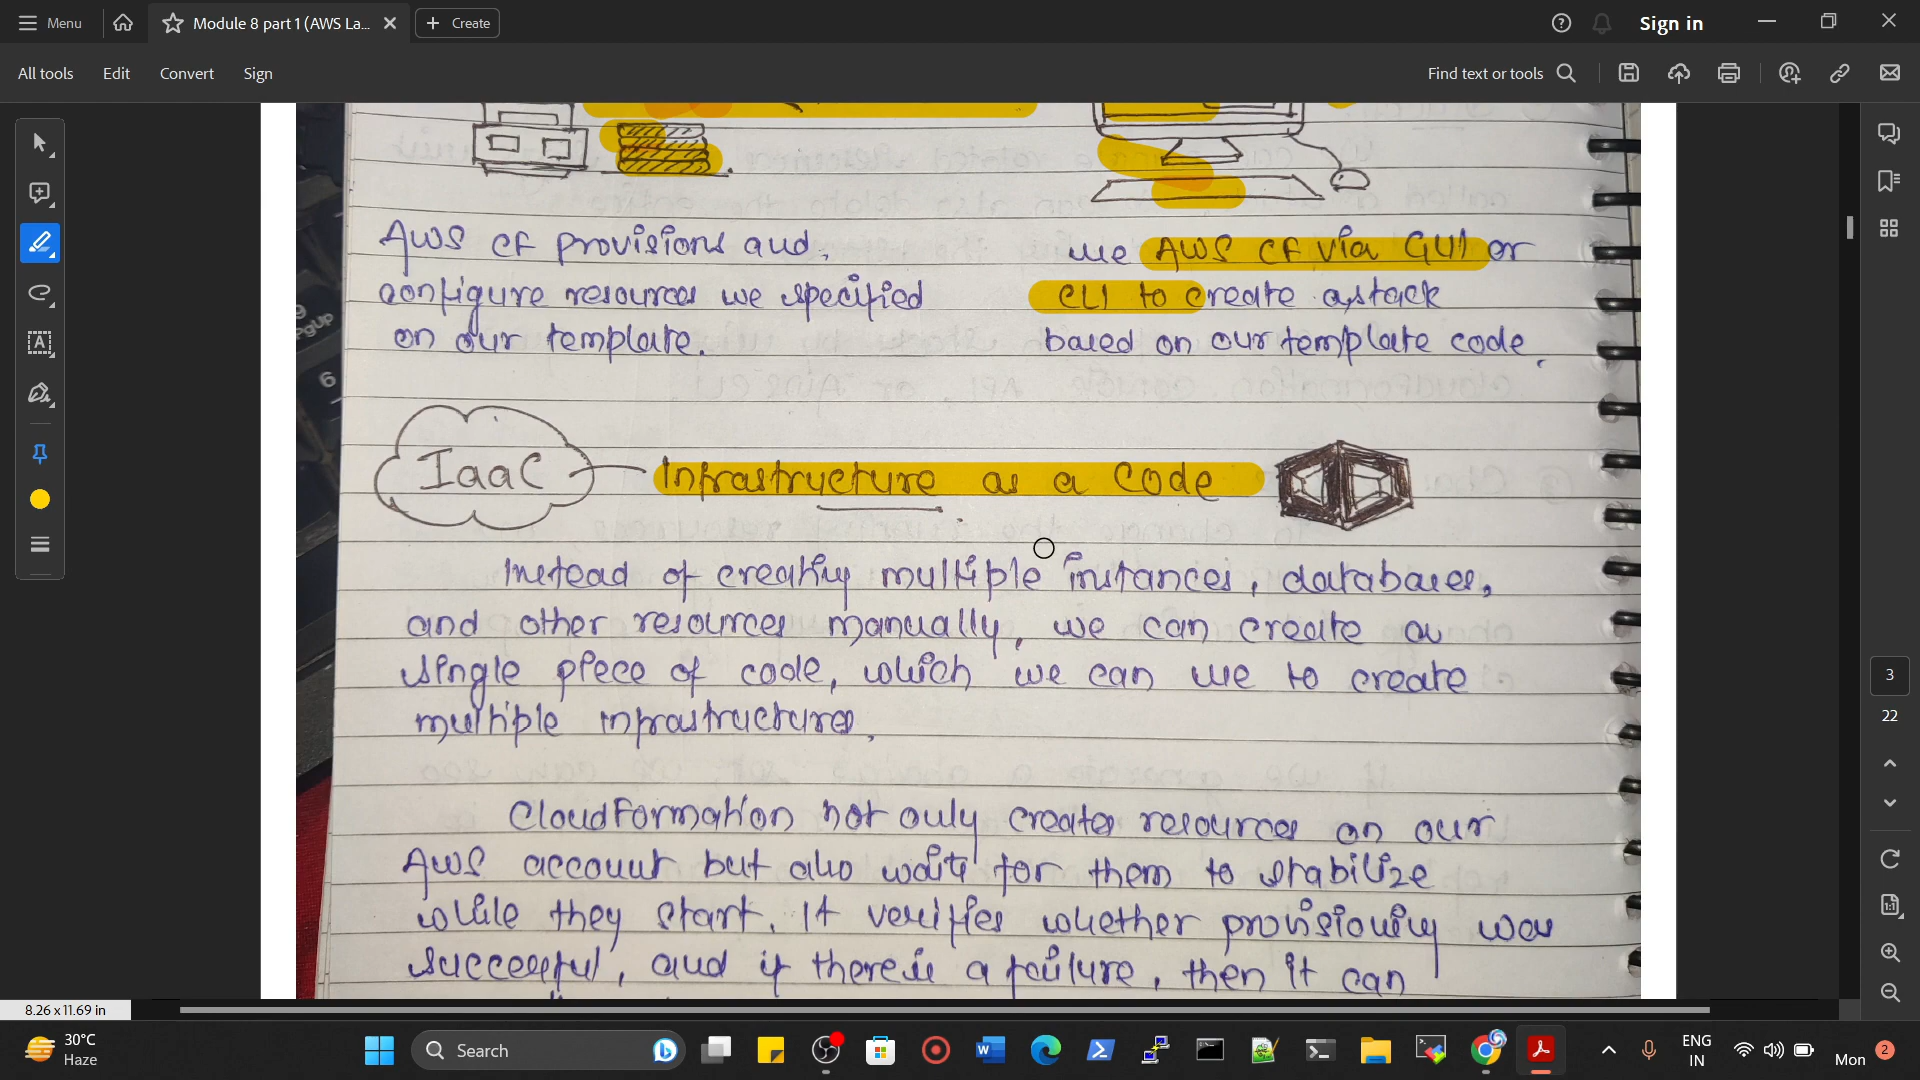 Menu
Module 8 part 1 (AWS La...
Create
Sign in
All tools
Edit
Convert
Sign
Find text or tools
AWS CF provisions and
configure resources we specified
on our template.
use AWS CF via GUI or
CLI to create a stack
based on our template code.
IaaC
Infrastructure as a Code
Instead of creating multiple instances, databases,
and other resources manually, we can create a
single piece of code, which we can use to create
multiple infrastructures.
CloudFormation not only creates resources on our
AWS account but also waits for them to stabilize
while they start. It verifies whether provisioning was
successful, and if there is a failure, then it can
3
22
8.26 x 11.69 in
30°C
Haze
Search
ENG
IN
Mon
2
PgUp
9
6